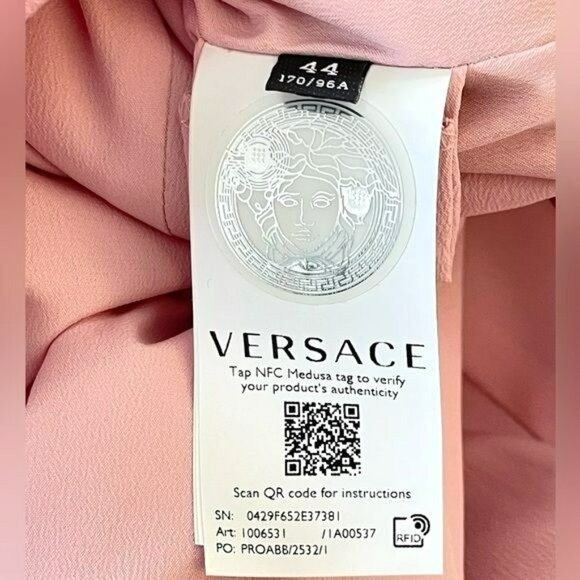 44
170/96A
VERSACE
Tap NFC Medusa tag to verify
your product's authenticity
Scan QR code for instructions
SN: 0429F652E37381
Art: 1006531 /1A00537
PO: PROABB/2532/1
RFID